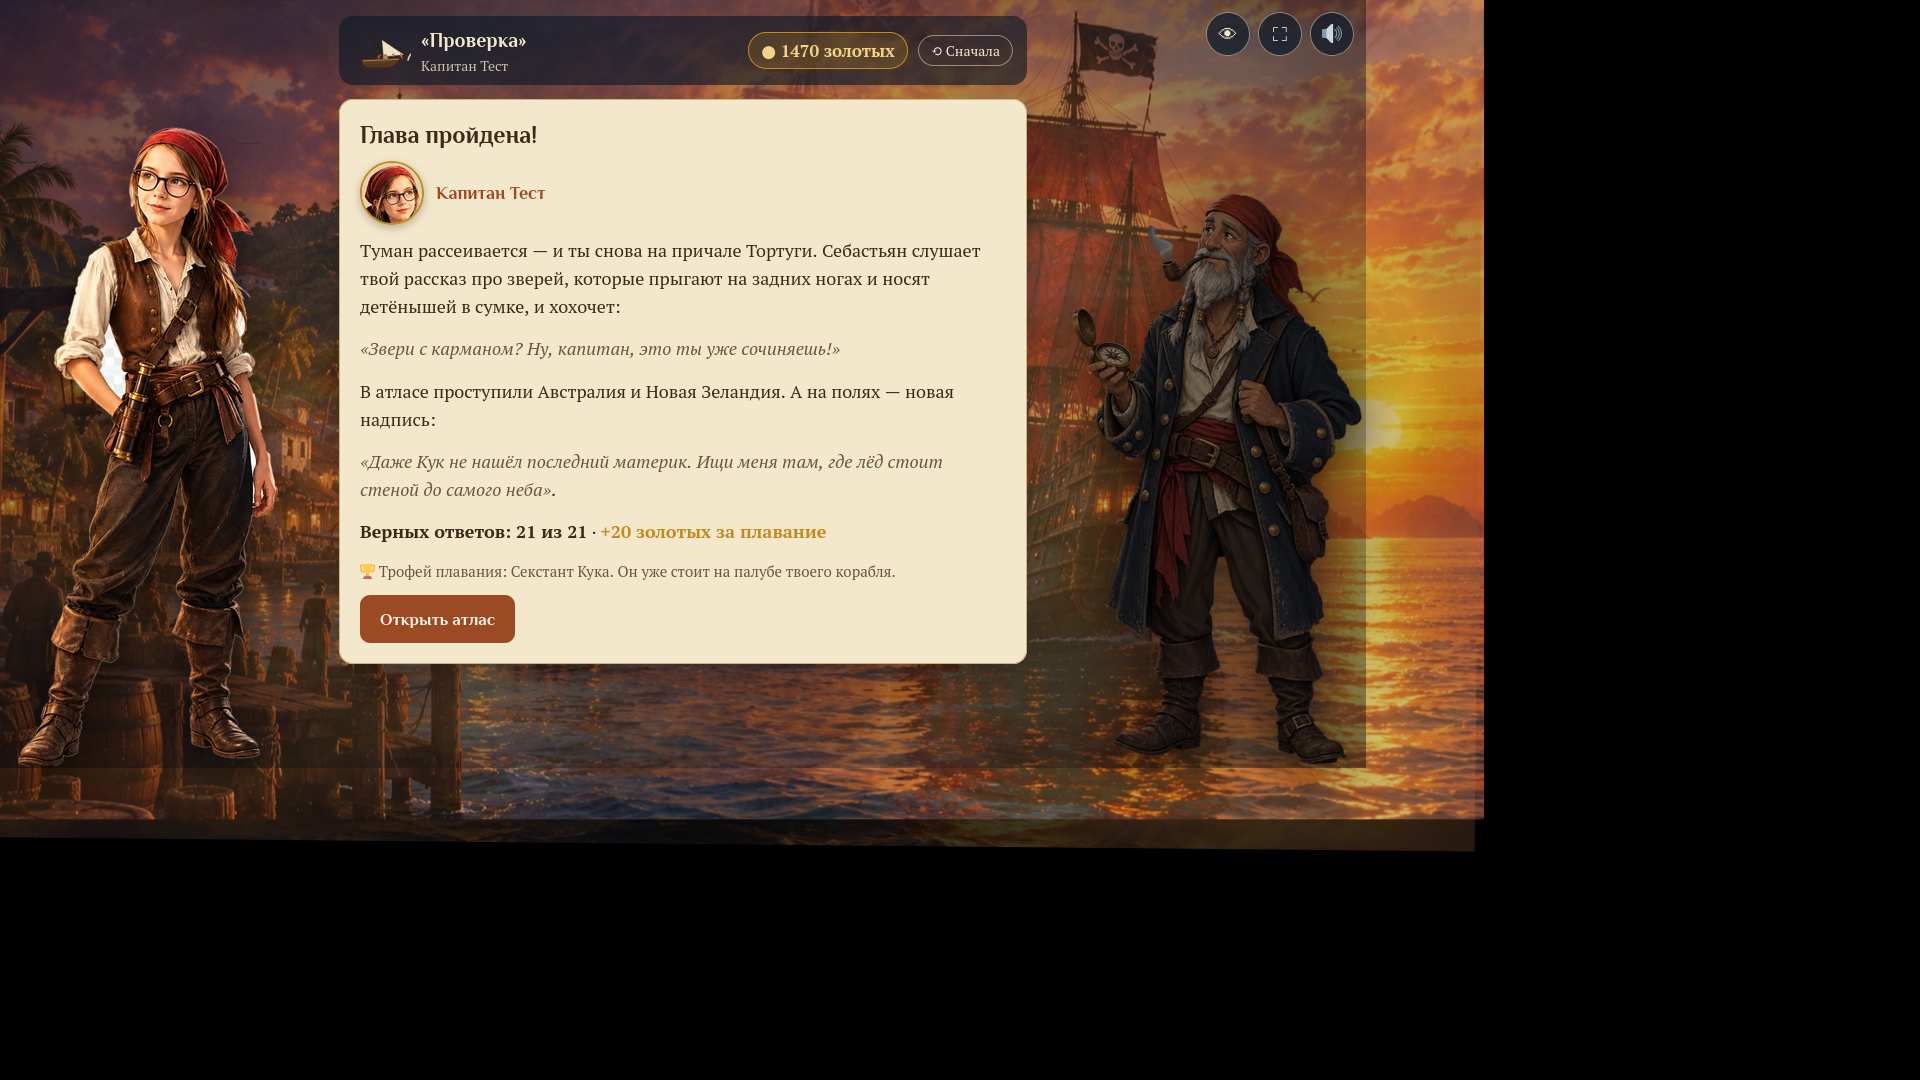 «Проверка»
Капитан Тест
1470 золотых
⟲ Сначала
Глава пройдена!
Капитан Тест
Туман рассеивается — и ты снова на причале Тортуги. Себастьян слушает
твой рассказ про зверей, которые прыгают на задних ногах и носят
детёнышей в сумке, и хохочет:
«Звери с карманом? Ну, капитан, это ты уже сочиняешь!»
В атласе проступили Австралия и Новая Зеландия. А на полях — новая
надпись:
«Даже Кук не нашёл последний материк. Ищи меня там, где лёд стоит
стеной до самого неба».
Верных ответов: 21 из 21 · +20 золотых за плавание
🏆 Трофей плавания: Секстант Кука. Он уже стоит на палубе твоего корабля.
Открыть атлас